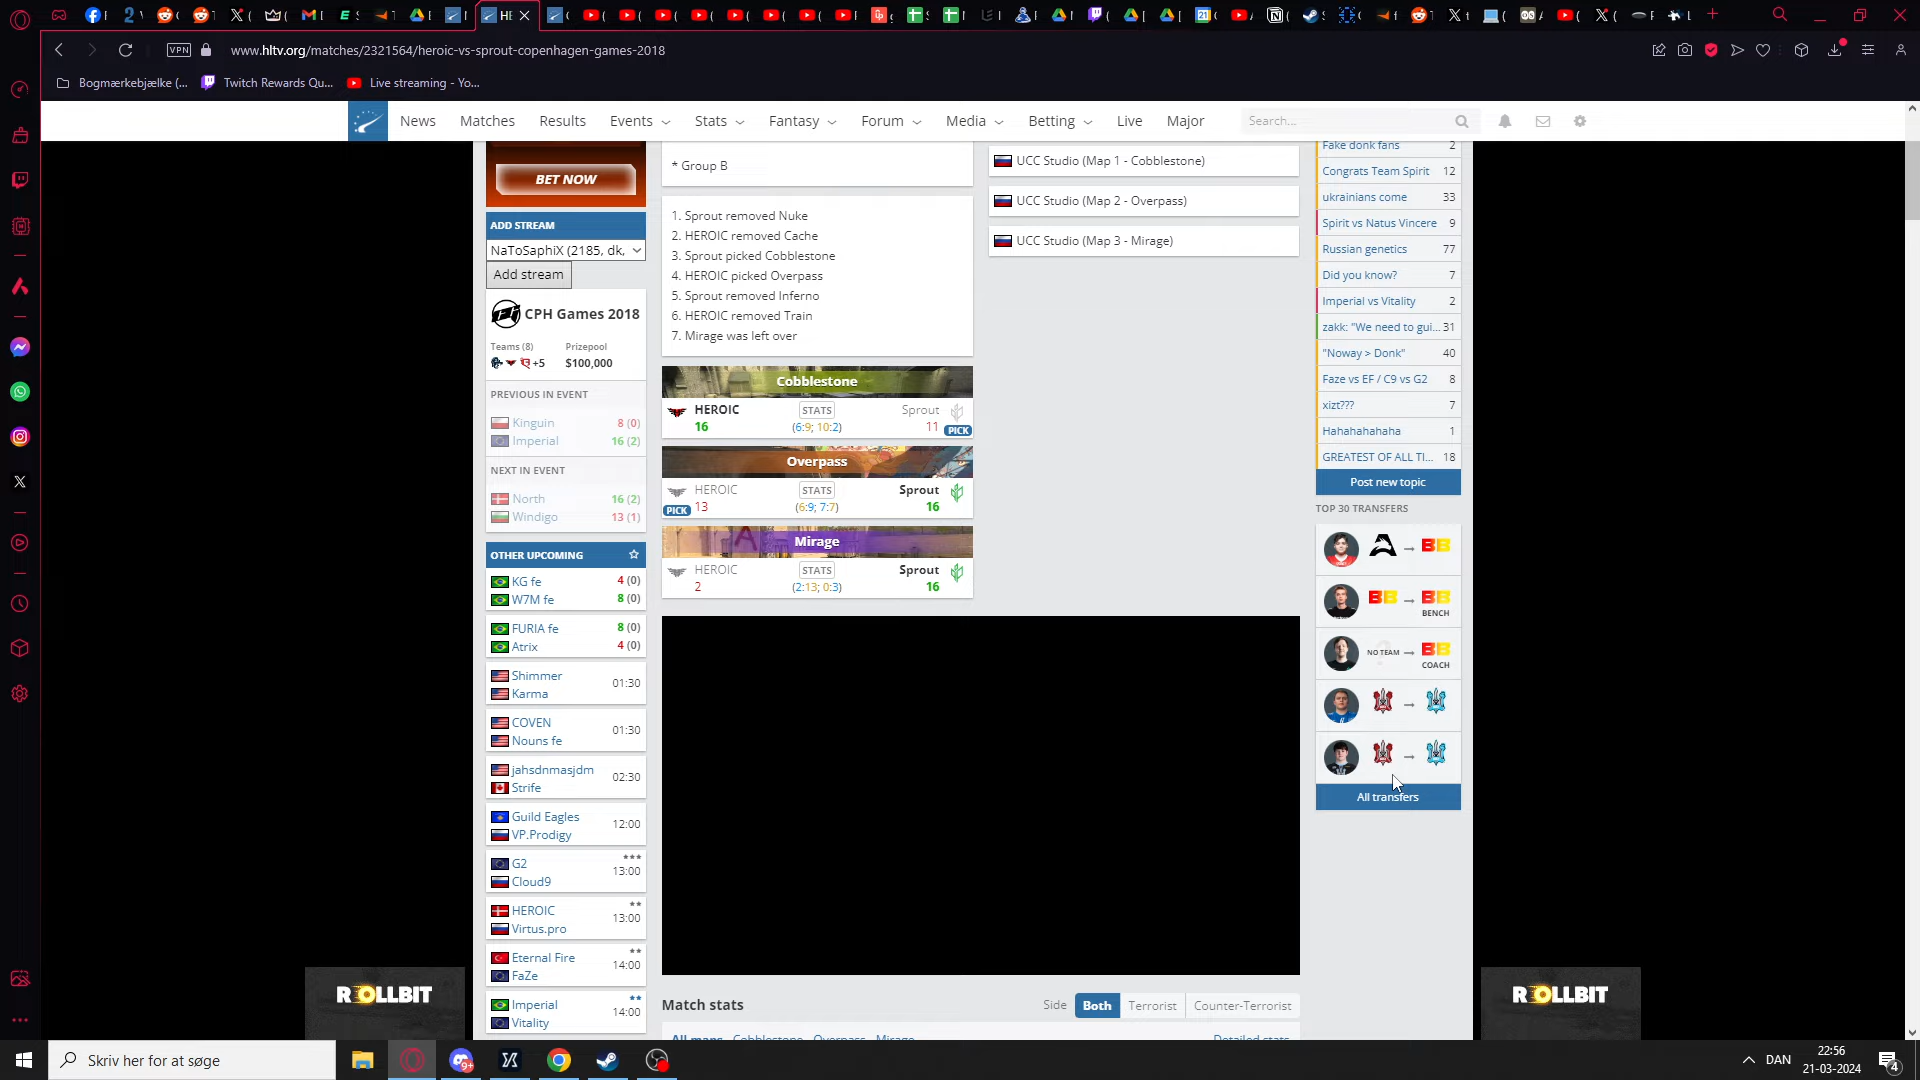 www.hltv.org/matches/2321564/heroic-vs-sprout-copenhagen-games-2018
VPN
Bogmærkebjælke (...
Twitch Rewards Qu...
Live streaming - Yo...
News Matches Results Events Stats Fantasy Forum Media Betting Live Major
Search...
BET NOW
ADD STREAM
NaToSaphiX (2185, dk,
Add stream
CPH Games 2018
Teams (8) Prizepool
+5 $100,000
PREVIOUS IN EVENT
Kinguin 8 (0)
Imperial 16 (2)
NEXT IN EVENT
North 16 (2)
Windigo 13 (1)
OTHER UPCOMING
KG fe 4 (0)
W7M fe 8 (0)
FURIA fe 8 (0)
Atrix 4 (0)
Shimmer
Karma 01:30
COVEN
Nouns fe 01:30
jahsdnmasjdm
Strife 02:30
Guild Eagles
VP.Prodigy 12:00
G2
Cloud9 13:00
HEROIC
Virtus.pro 13:00
Eternal Fire
FaZe 14:00
Imperial
Vitality 14:00
* Group B
1. Sprout removed Nuke
2. HEROIC removed Cache
3. Sprout picked Cobblestone
4. HEROIC picked Overpass
5. Sprout removed Inferno
6. HEROIC removed Train
7. Mirage was left over
Cobblestone
HEROIC STATS Sprout
16 (6:9; 10:2) 11 PICK
Overpass
HEROIC STATS Sprout
PICK 13 (6:9; 7:7) 16
Mirage
HEROIC STATS Sprout
2 (2:13; 0:3) 16
UCC Studio (Map 1 - Cobblestone)
UCC Studio (Map 2 - Overpass)
UCC Studio (Map 3 - Mirage)
Match stats
Side Both Terrorist Counter-Terrorist
All maps Cobblestone Overpass Mirage Detailed stats
Fake donk fans 2
Congrats Team Spirit 12
ukrainians come 33
Spirit vs Natus Vincere 9
Russian genetics 77
Did you know? 7
Imperial vs Vitality 2
zakk: "We need to gui... 31
"Noway > Donk" 40
Faze vs EF / C9 vs G2 8
xizt??? 7
Hahahahahaha 1
GREATEST OF ALL TI... 18
Post new topic
TOP 30 TRANSFERS
BB
BB BB
BENCH
NO TEAM BB
COACH
All transfers
ROLLBIT
ROLLBIT
Skriv her for at søge
9+
DAN
22:56
21-03-2024
4